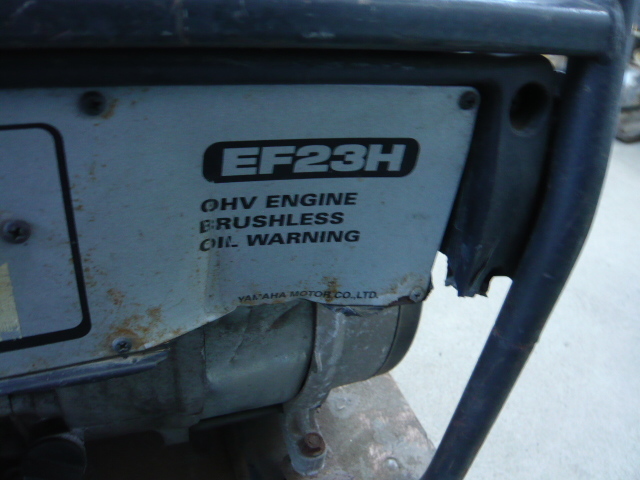 EF23H
OHV ENGINE
BRUSHLESS
OIL WARNING
YAMAHA MOTOR CO., LTD.